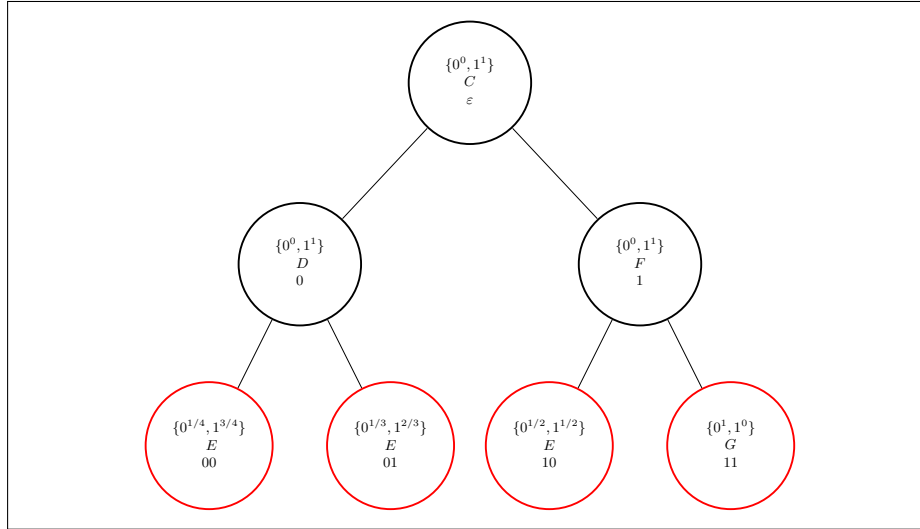 {0^0, 1^1}
C
ε
{0^0, 1^1}
D
0
{0^0, 1^1}
F
1
{0^{1/4}, 1^{3/4}}
E
00
{0^{1/3}, 1^{2/3}}
E
01
{0^{1/2}, 1^{1/2}}
E
10
{0^1, 1^0}
G
11